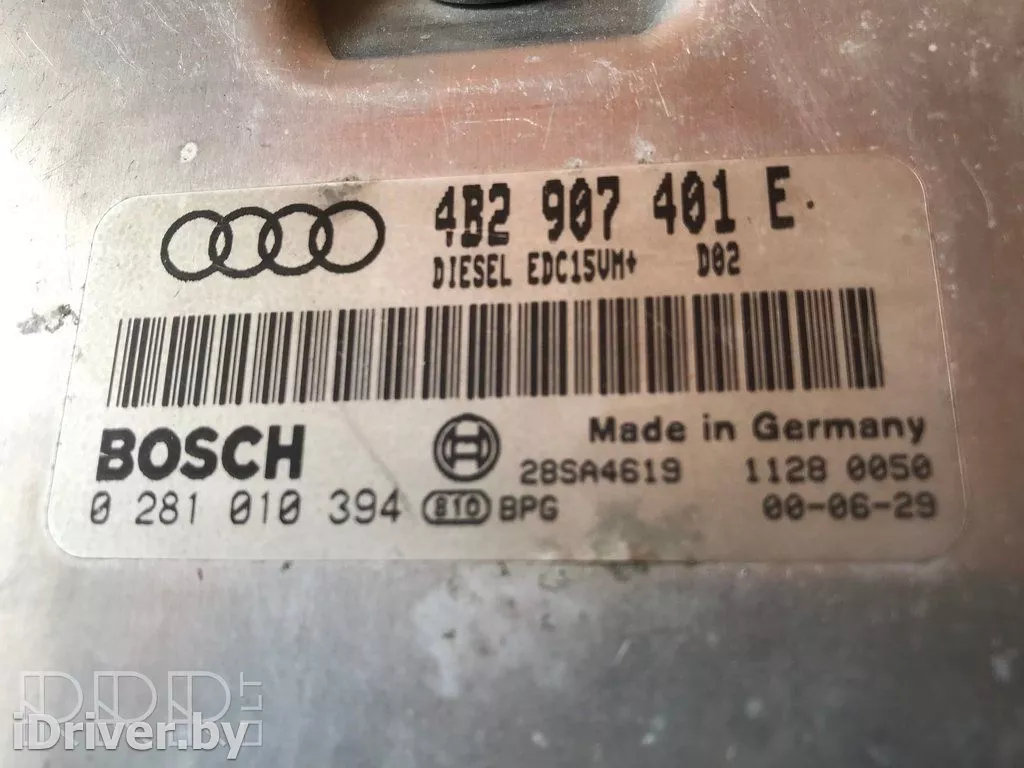 4B2 907 401 E
DIESEL EDC15VM+ D02
BOSCH
Made in Germany
28SA4619 1128 0050
0 281 010 394 810 BPG 00-06-29
iDriver.by